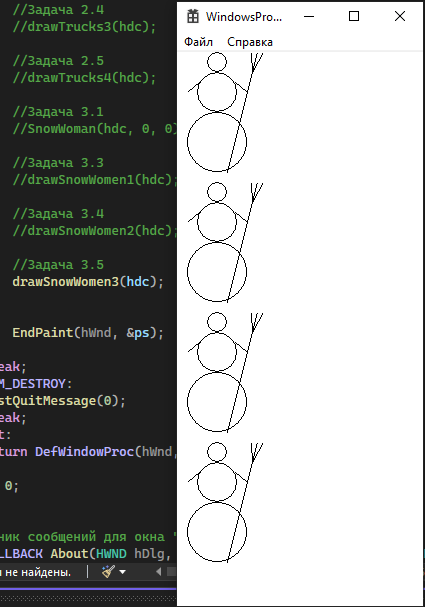 //Задача 2.4
//drawTrucks3(hdc);
//Задача 2.5
//drawTrucks4(hdc);
//Задача 3.1
//SnowWoman(hdc, 0, 0)
//Задача 3.3
//drawSnowWomen1(hdc);
//Задача 3.4
//drawSnowWomen2(hdc);
//Задача 3.5
drawSnowWomen3(hdc);
EndPaint(hWnd, &ps);
eak;
M_DESTROY:
stQuitMessage(0);
eak;
t:
turn DefWindowProc(hWnd,
0;
ник сообщений для окна "
LLBACK About(HWND hDlg,
и не найдены.
WindowsPro...
Файл Справка